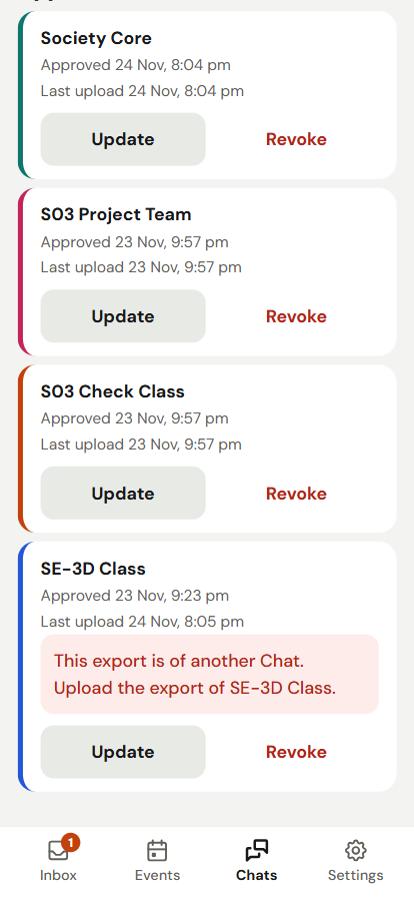 Society Core
Approved 24 Nov, 8:04 pm
Last upload 24 Nov, 8:04 pm
Update
Revoke
S03 Project Team
Approved 23 Nov, 9:57 pm
Last upload 23 Nov, 9:57 pm
Update
Revoke
S03 Check Class
Approved 23 Nov, 9:57 pm
Last upload 23 Nov, 9:57 pm
Update
Revoke
SE-3D Class
Approved 23 Nov, 9:23 pm
Last upload 24 Nov, 8:05 pm
This export is of another Chat.
Upload the export of SE-3D Class.
Update
Revoke
1
Inbox
Events
Chats
Settings